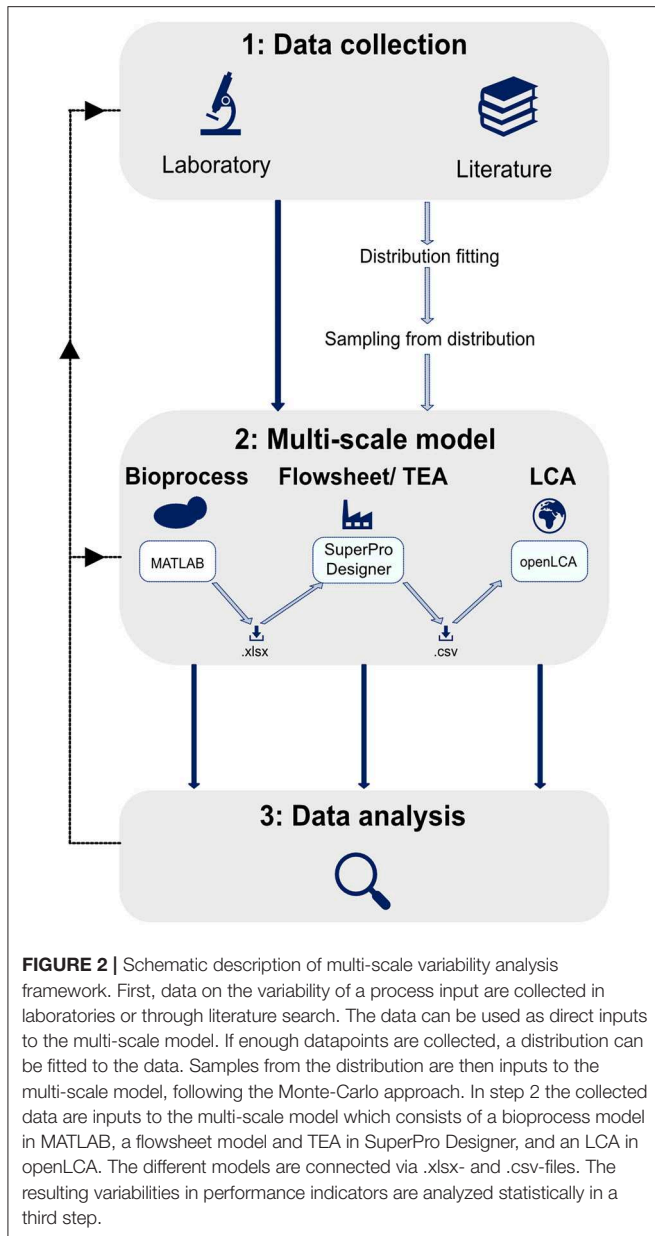 1: Data collection
Laboratory
Literature
Distribution fitting
Sampling from distribution
2: Multi-scale model
Bioprocess Flowsheet/ TEA LCA
MATLAB
SuperPro
Designer
openLCA
.xlsx
.csv
3: Data analysis
FIGURE 2 | Schematic description of multi-scale variability analysis
framework. First, data on the variability of a process input are collected in
laboratories or through literature search. The data can be used as direct inputs
to the multi-scale model. If enough datapoints are collected, a distribution can
be fitted to the data. Samples from the distribution are then inputs to the
multi-scale model, following the Monte-Carlo approach. In step 2 the collected
data are inputs to the multi-scale model which consists of a bioprocess model
in MATLAB, a flowsheet model and TEA in SuperPro Designer, and an LCA in
openLCA. The different models are connected via .xlsx- and .csv-files. The
resulting variabilities in performance indicators are analyzed statistically in a
third step.